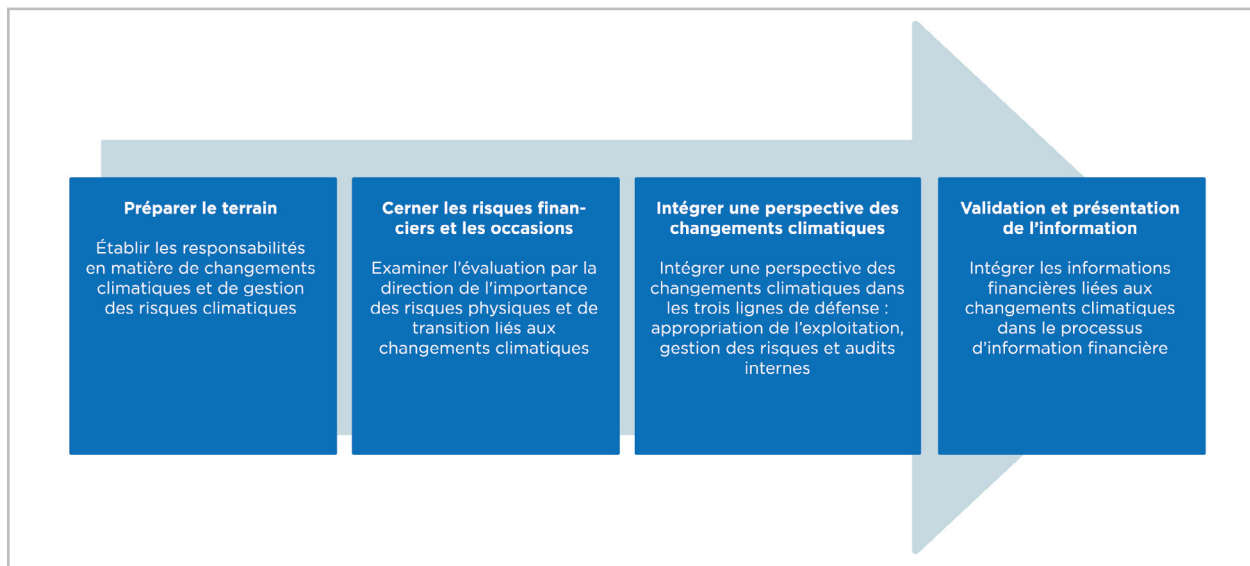 Préparer le terrain
Établir les responsabilités
en matière de changements
climatiques et de gestion
des risques climatiques
Cerner les risques finan-
ciers et les occasions
Examiner l’évaluation par la
direction de l'importance
des risques physiques et de
transition liés aux
changements climatiques
Intégrer une perspective des
changements climatiques
Intégrer une perspective des
changements climatiques dans
les trois lignes de défense :
appropriation de l’exploitation,
gestion des risques et audits
internes
Validation et présentation
de l’information
Intégrer les informations
financières liées aux
changements climatiques
dans le processus
d’information financière